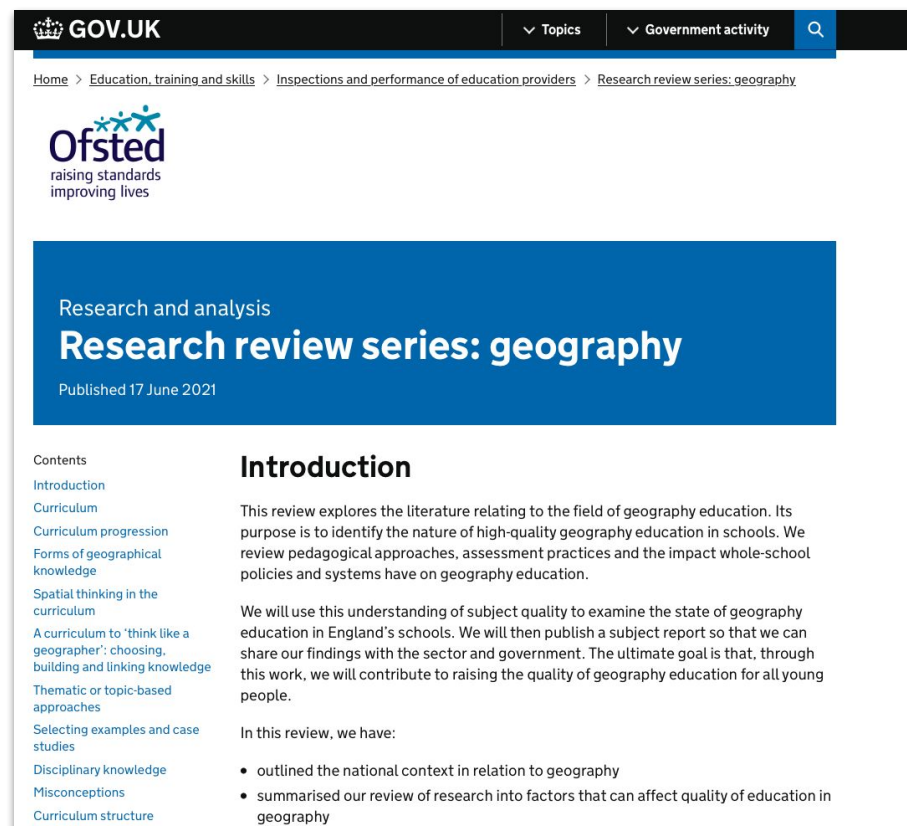 GOV.UK
Topics
Government activity
Home > Education, training and skills > Inspections and performance of education providers > Research review series: geography
Ofsted
raising standards
improving lives
Research and analysis
Research review series: geography
Published 17 June 2021
Contents
Introduction
Curriculum
Curriculum progression
Forms of geographical
knowledge
Spatial thinking in the
curriculum
A curriculum to ‘think like a
geographer’: choosing,
building and linking knowledge
Thematic or topic-based
approaches
Selecting examples and case
studies
Disciplinary knowledge
Misconceptions
Curriculum structure
Introduction
This review explores the literature relating to the field of geography education. Its
purpose is to identify the nature of high-quality geography education in schools. We
review pedagogical approaches, assessment practices and the impact whole-school
policies and systems have on geography education.
We will use this understanding of subject quality to examine the state of geography
education in England’s schools. We will then publish a subject report so that we can
share our findings with the sector and government. The ultimate goal is that, through
this work, we will contribute to raising the quality of geography education for all young
people.
In this review, we have:
• outlined the national context in relation to geography
• summarised our review of research into factors that can affect quality of education in
geography